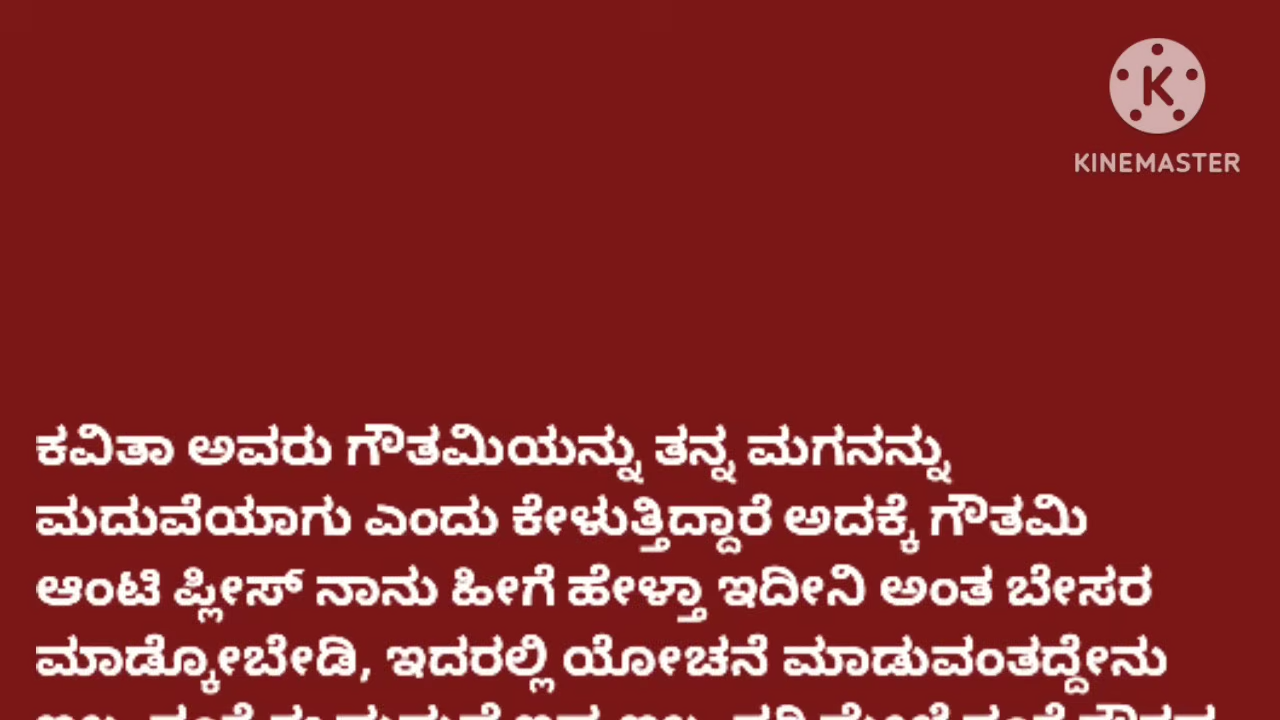 K
KINEMASTER
ಕವಿತಾ ಅವರು ಗೌತಮಿಯನ್ನು ತನ್ನ ಮಗನನ್ನು
ಮದುವೆಯಾಗು ಎಂದು ಕೇಳುತ್ತಿದ್ದಾರೆ ಅದಕ್ಕೆ ಗೌತಮಿ
ಆಂಟಿ ಪ್ಲೀಸ್ ನಾನು ಹೀಗೆ ಹೇಳ್ತಾ ಇದೀನಿ ಅಂತ ಬೇಸರ
ಮಾಡ್ಕೋಬೇಡಿ, ಇದರಲ್ಲಿ ಯೋಚನೆ ಮಾಡುವಂತದ್ದೇನು